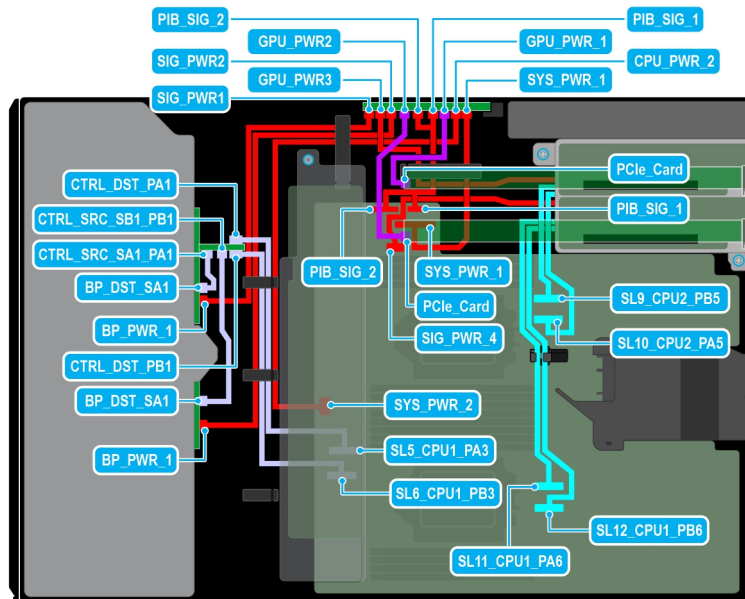 PIB_SIG_2
PIB_SIG_1
GPU_PWR2
GPU_PWR_1
SIG_PWR2
CPU_PWR_2
GPU_PWR3
SYS_PWR_1
SIG_PWR1
PCIe_Card
CTRL_DST_PA1
CTRL_SRC_SB1_PB1
PIB_SIG_1
CTRL_SRC_SA1_PA1
PIB_SIG_2
SYS_PWR_1
BP_DST_SA1
PCIe_Card
SL9_CPU2_PB5
BP_PWR_1
SIG_PWR_4
SL10_CPU2_PA5
CTRL_DST_PB1
BP_DST_SA1
SYS_PWR_2
BP_PWR_1
SL5_CPU1_PA3
SL6_CPU1_PB3
SL12_CPU1_PB6
SL11_CPU1_PA6